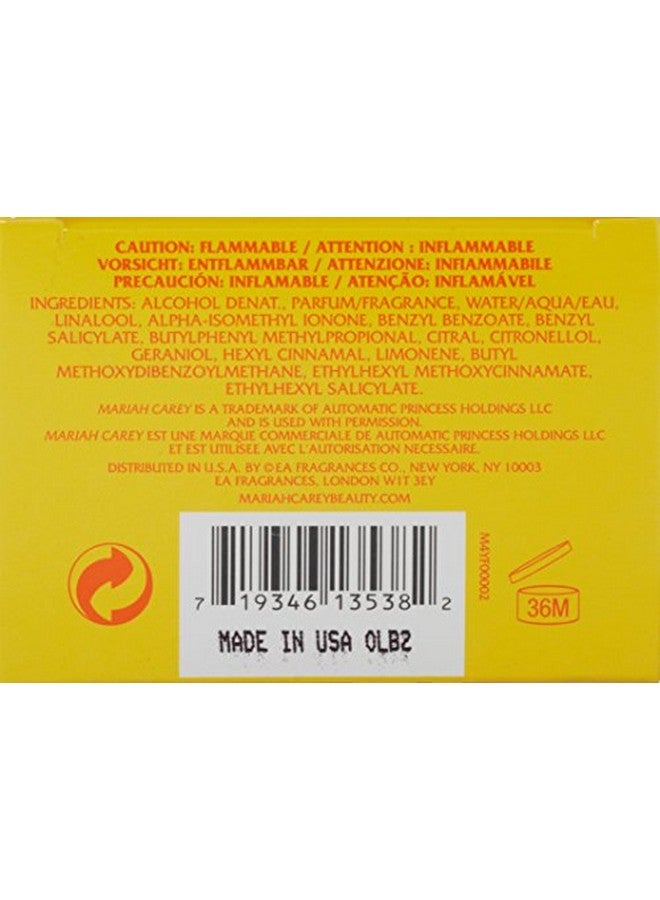 CAUTION: FLAMMABLE / ATTENTION : INFLAMMABLE
VORSICHT: ENTFLAMMBAR / ATTENZIONE: INFIAMMABILE
PRECAUCIÓN: INFLAMABLE / ATENÇÃO: INFLAMÁVEL
INGREDIENTS: ALCOHOL DENAT., PARFUM/FRAGRANCE, WATER/AQUA/EAU,
LINALOOL, ALPHA-ISOMETHYL IONONE, BENZYL BENZOATE, BENZYL
SALICYLATE, BUTYLPHENYL METHYLPROPIONAL, CITRAL, CITRONELLOL,
GERANIOL, HEXYL CINNAMAL, LIMONENE, BUTYL
METHOXYDIBENZOYLMETHANE, ETHYLHEXYL METHOXYCINNAMATE,
ETHYLHEXYL SALICYLATE.
MARIAH CAREY IS A TRADEMARK OF AUTOMATIC PRINCESS HOLDINGS LLC
AND IS USED WITH PERMISSION.
MARIAH CAREY EST UNE MARQUE COMMERCIALE DE AUTOMATIC PRINCESS HOLDINGS LLC
ET EST UTILISEE AVEC L'AUTORISATION NECESSAIRE.
DISTRIBUTED IN U.S.A. BY © EA FRAGRANCES CO., NEW YORK, NY 10003
EA FRAGRANCES, LONDON W1T 3EY
MARIAHCAREYBEAUTY.COM
7 19346 13538 2
MADE IN USA 0LB2
M4YF00002
36M